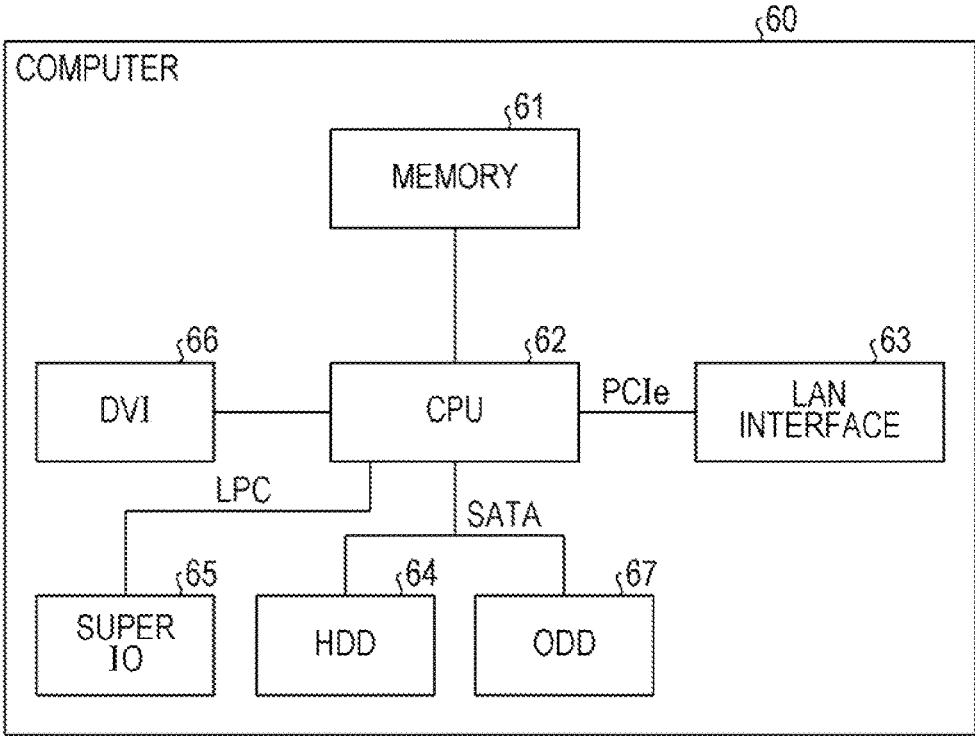 60
COMPUTER
61
MEMORY
66
DVI
62
CPU
PCIe
63
LAN
INTERFACE
LPC
SATA
65
SUPER
IO
64
HDD
67
ODD